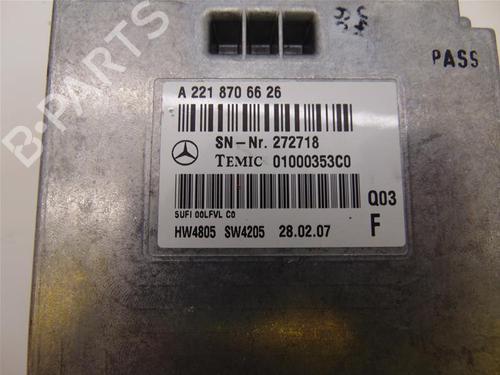 B-PARTS
PASS
A 221 870 66 26
SN-Nr. 272718
TEMIC 01000353C0
Q03
SUFI 00LFVL C0
HW4805 SW4205 28.02.07 F